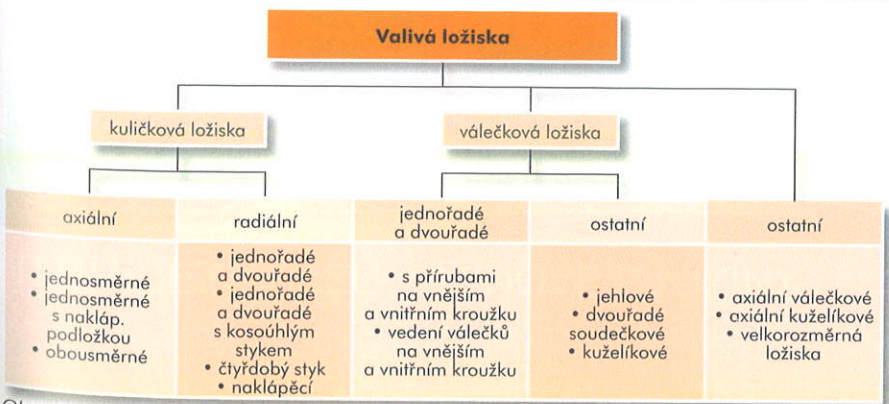 Valivá ložiska
kuličková ložiska
válečková ložiska
axiální
radiální
jednořadé
a dvouřadé
ostatní
ostatní
• jednosměrné
• jednosměrné
s nakláp.
podložkou
• obousměrné
• jednořadé
a dvouřadé
• jednořadé
a dvouřadé
s kosoúhlým
stykem
• čtyřdobý styk
• naklápěcí
• s přírubami
na vnějším
a vnitřním kroužku
• vedení válečků
na vnějším
a vnitřním kroužku
• jehlové
• dvouřadé
soudečkové
• kuželíkové
• axiální válečkové
• axiální kuželíkové
• velkorozměrná
ložiska